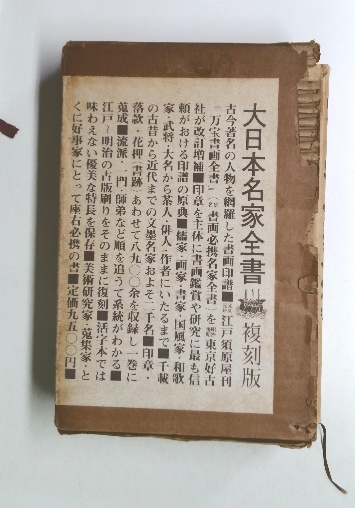 大日本名家全書 複刻版
古今著名の人物を網羅した書画印譜■江戸須原屋刊
『万宝書画全書』 書画必携名家全書』を 東京好古
社が改訂増補■印章を主体に書画鑑賞や研究に最も信
頼がおける印譜の原典■儒家・画家・書家・国風家・和歌
家・武将・大名から茶人・俳人・作者にいたるまで■千載
の古昔から近代までの文墨名家およそ二千名■印章・
落款・花押(書跡)あわせて八九〇〇余を収録し一巻に
蒐成■流派・一門・師弟など順を追うて系統がわかる■
江戸〜明治の古版刷りをそのままに復刻■活字本では
味わえない優美な特長を保存■美術研究家・蒐集家・と
くに好事家にとって座右必携の書■定価九五〇〇円■